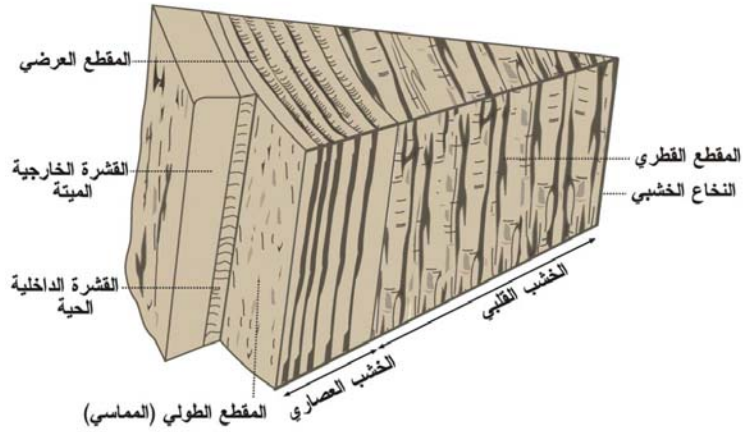 المقطع العرضي
المقطع القطري
القشرة الخارجية
الميتة
النخاع الخشبي
القشرة الداخلية
الحية
الخشب القلبي
الخشب العصاري
المقطع الطولي (المماسي)